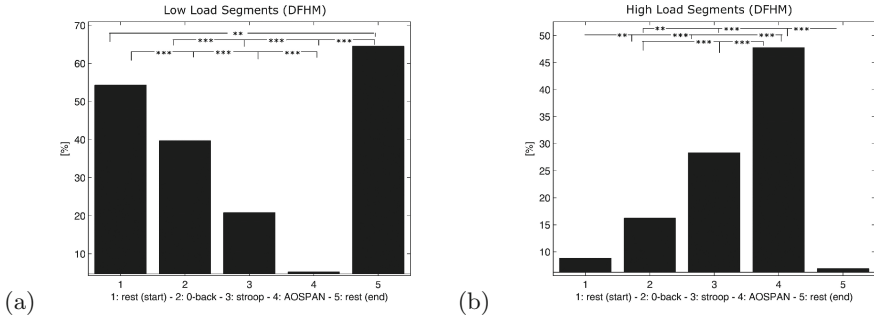 Low Load Segments (DFHM)
70
60
50
40
30
20
10
[%]
**
*** *** *** ***
*** *** ***
1 2 3 4 5
1: rest (start) - 2: 0-back - 3: stroop - 4: AOSPAN - 5: rest (end)
(a)
High Load Segments (DFHM)
50
45
40
35
30
25
20
15
10
[%]
** *** ***
** *** ***
*** ***
1 2 3 4 5
1: rest (start) - 2: 0-back - 3: stroop - 4: AOSPAN - 5: rest (end)
(b)